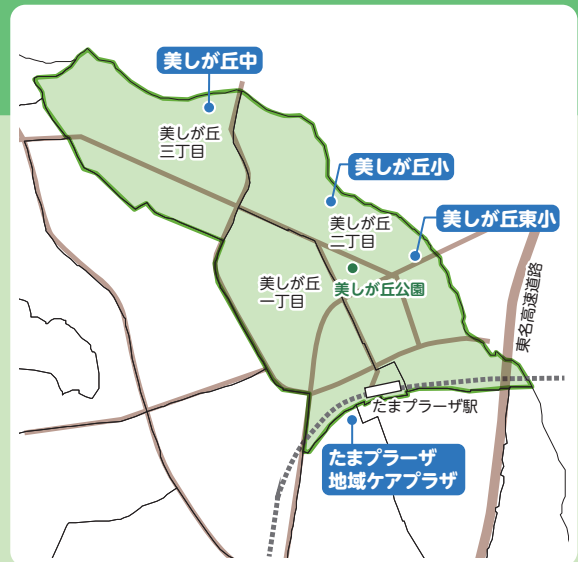 美しが丘中
美しが丘
三丁目
美しが丘小
美しが丘東小
美しが丘
二丁目
美しが丘公園
美しが丘
一丁目
東名高速道路
たまプラーザ駅
たまプラーザ
地域ケアプラザ